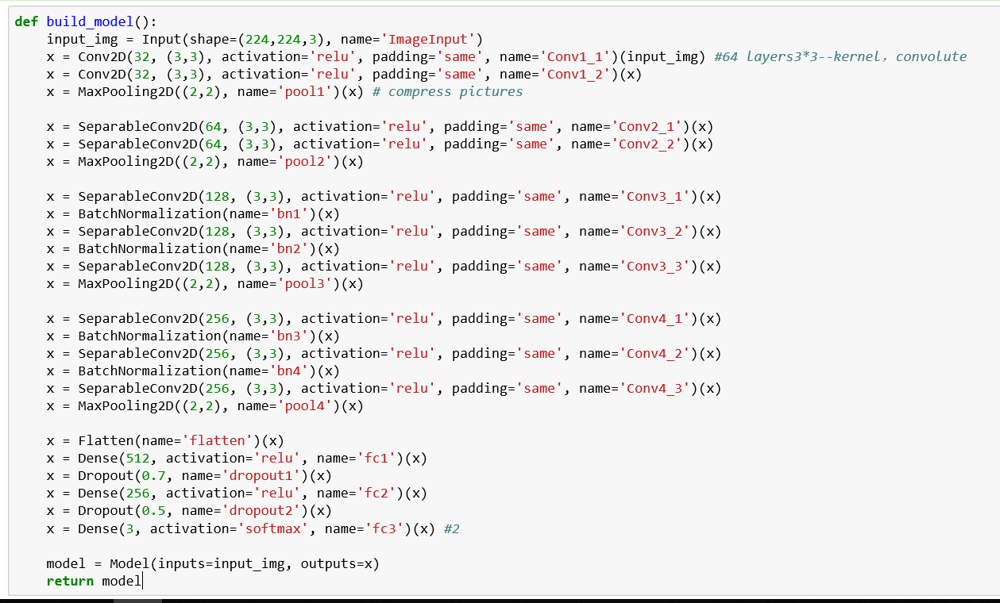 def build_model():
    input_img = Input(shape=(224,224,3), name='ImageInput')
    x = Conv2D(32, (3,3), activation='relu', padding='same', name='Conv1_1')(input_img) #64 layers3*3--kernel，convolute
    x = Conv2D(32, (3,3), activation='relu', padding='same', name='Conv1_2')(x)
    x = MaxPooling2D((2,2), name='pool1')(x) # compress pictures

    x = SeparableConv2D(64, (3,3), activation='relu', padding='same', name='Conv2_1')(x)
    x = SeparableConv2D(64, (3,3), activation='relu', padding='same', name='Conv2_2')(x)
    x = MaxPooling2D((2,2), name='pool2')(x)

    x = SeparableConv2D(128, (3,3), activation='relu', padding='same', name='Conv3_1')(x)
    x = BatchNormalization(name='bn1')(x)
    x = SeparableConv2D(128, (3,3), activation='relu', padding='same', name='Conv3_2')(x)
    x = BatchNormalization(name='bn2')(x)
    x = SeparableConv2D(128, (3,3), activation='relu', padding='same', name='Conv3_3')(x)
    x = MaxPooling2D((2,2), name='pool3')(x)

    x = SeparableConv2D(256, (3,3), activation='relu', padding='same', name='Conv4_1')(x)
    x = BatchNormalization(name='bn3')(x)
    x = SeparableConv2D(256, (3,3), activation='relu', padding='same', name='Conv4_2')(x)
    x = BatchNormalization(name='bn4')(x)
    x = SeparableConv2D(256, (3,3), activation='relu', padding='same', name='Conv4_3')(x)
    x = MaxPooling2D((2,2), name='pool4')(x)

    x = Flatten(name='flatten')(x)
    x = Dense(512, activation='relu', name='fc1')(x)
    x = Dropout(0.7, name='dropout1')(x)
    x = Dense(256, activation='relu', name='fc2')(x)
    x = Dropout(0.5, name='dropout2')(x)
    x = Dense(3, activation='softmax', name='fc3')(x) #2

    model = Model(inputs=input_img, outputs=x)
    return model